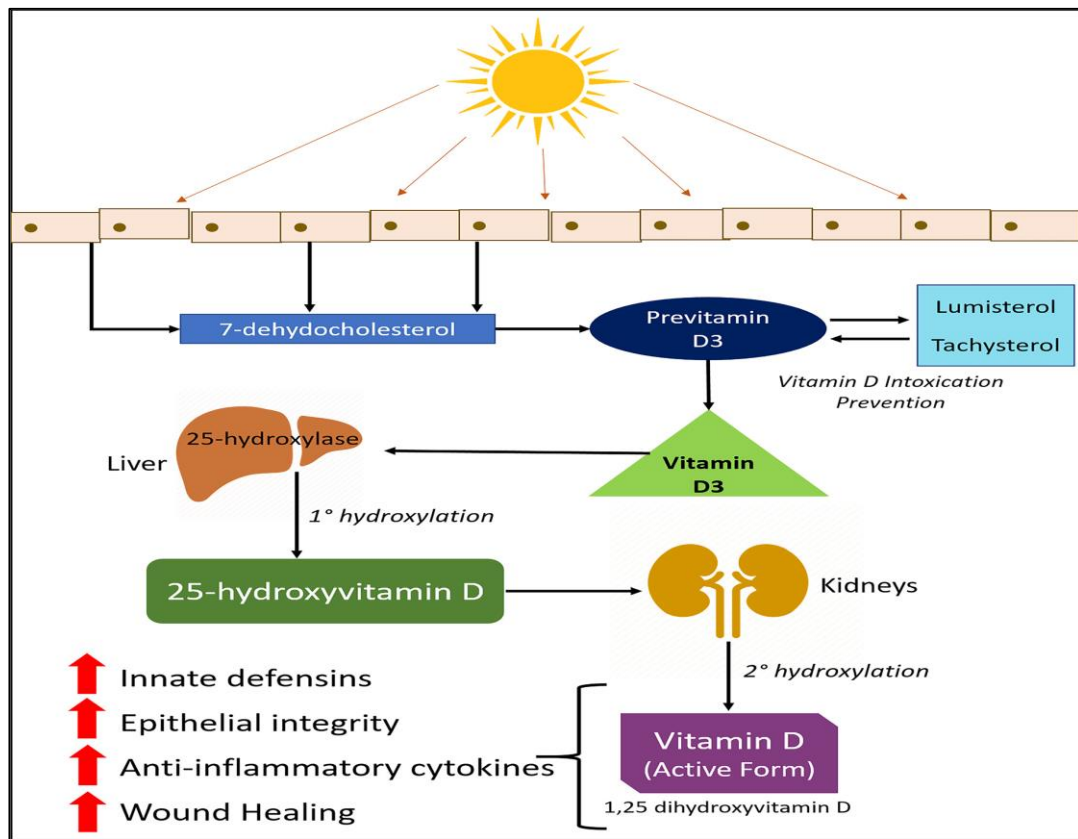 7-dehydocholesterol
Previtamin
D3
Lumisterol
Tachysterol
Vitamin D Intoxication
Prevention
25-hydroxylase
Liver
Vitamin
D3
1° hydroxylation
25-hydroxyvitamin D
Kidneys
2° hydroxylation
Innate defensins
Epithelial integrity
Anti-inflammatory cytokines
Wound Healing
Vitamin D
(Active Form)
1,25 dihydroxyvitamin D